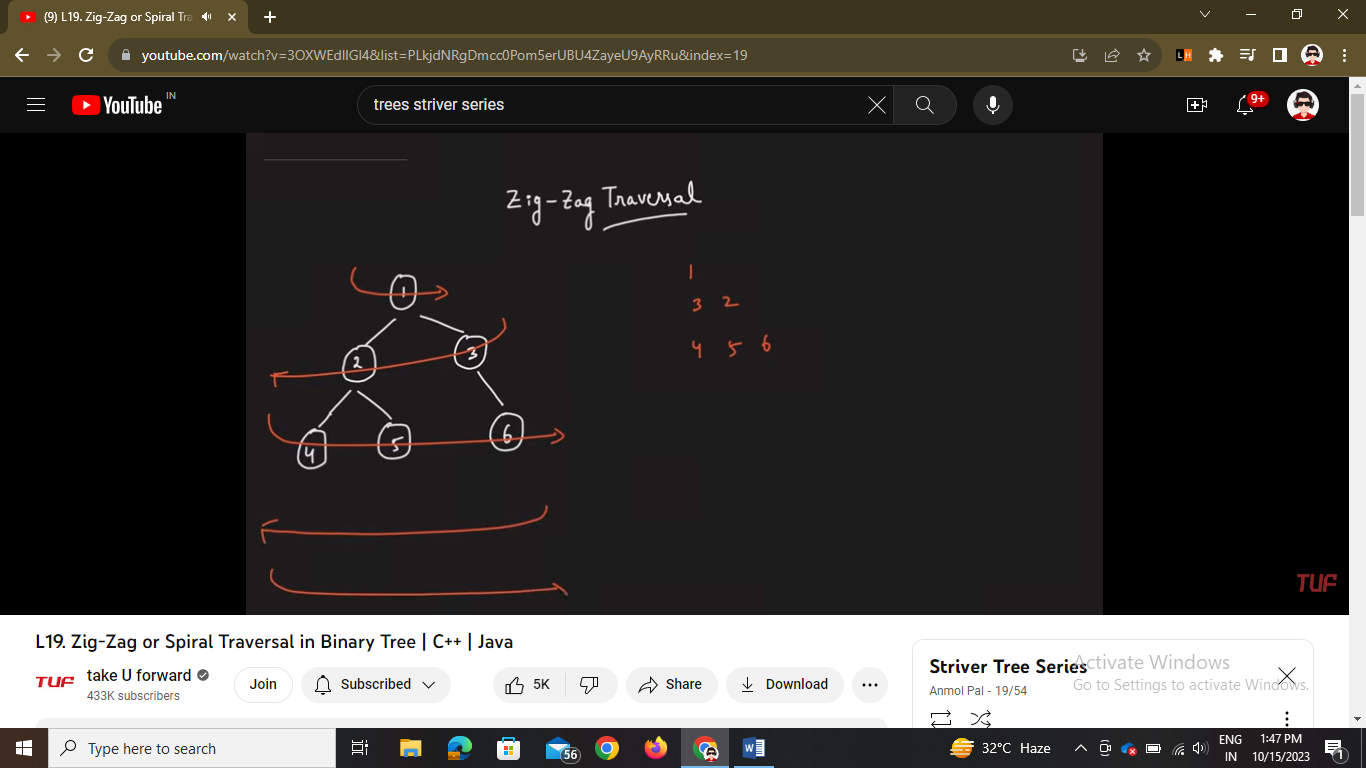 (9) L19. Zig-Zag or Spiral Tra
youtube.com/watch?v=3OXWEdlIGl4&list=PLkjdNRgDmcc0Pom5erUBU4ZayeU9AyRRu&index=19
LH
YouTube IN
trees striver series
9+
Zig-Zag Traversal
1
1
3 2
2 3
4 5 6
4 5 6
TUF
L19. Zig-Zag or Spiral Traversal in Binary Tree | C++ | Java
TUF take U forward
433K subscribers
Join
Subscribed
5K
Share
Download
Striver Tree Series
Anmol Pal - 19/54
Activate Windows
Go to Settings to activate Windows.
Type here to search
56
W
32°C Haze
ENG
IN
1:47 PM
10/15/2023
1